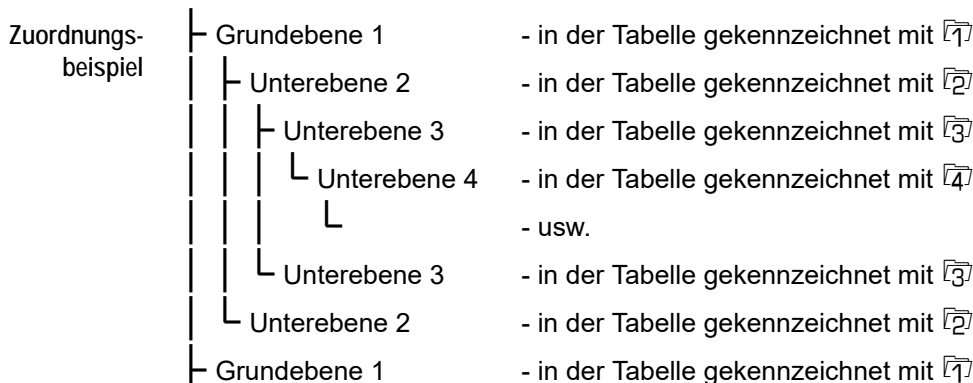 Zuordnungs-
beispiel
Grundebene 1 - in der Tabelle gekennzeichnet mit 1
Unterebene 2 - in der Tabelle gekennzeichnet mit 2
Unterebene 3 - in der Tabelle gekennzeichnet mit 3
Unterebene 4 - in der Tabelle gekennzeichnet mit 4
- usw.
Unterebene 3 - in der Tabelle gekennzeichnet mit 3
Unterebene 2 - in der Tabelle gekennzeichnet mit 2
Grundebene 1 - in der Tabelle gekennzeichnet mit 1